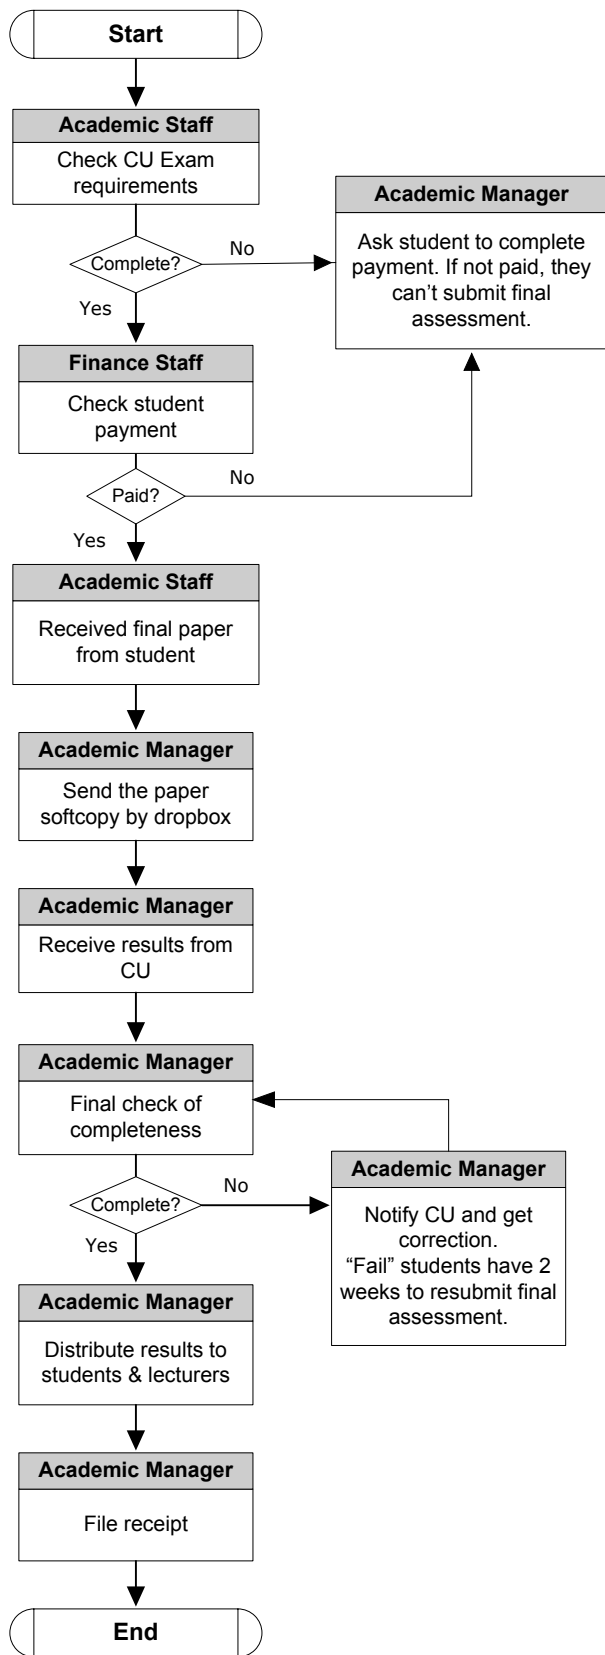 Start
Academic Staff
Check CU Exam
requirements
Academic Manager
Ask student to complete
payment. If not paid, they
can’t submit final
assessment.
Complete?
No
Yes
Finance Staff
Check student
payment
Paid?
No
Yes
Academic Staff
Received final paper
from student
Academic Manager
Send the paper
softcopy by dropbox
Academic Manager
Receive results from
CU
Academic Manager
Final check of
completeness
Complete?
No
Yes
Academic Manager
Notify CU and get
correction.
“Fail” students have 2
weeks to resubmit final
assessment.
Academic Manager
Distribute results to
students & lecturers
Academic Manager
File receipt
End